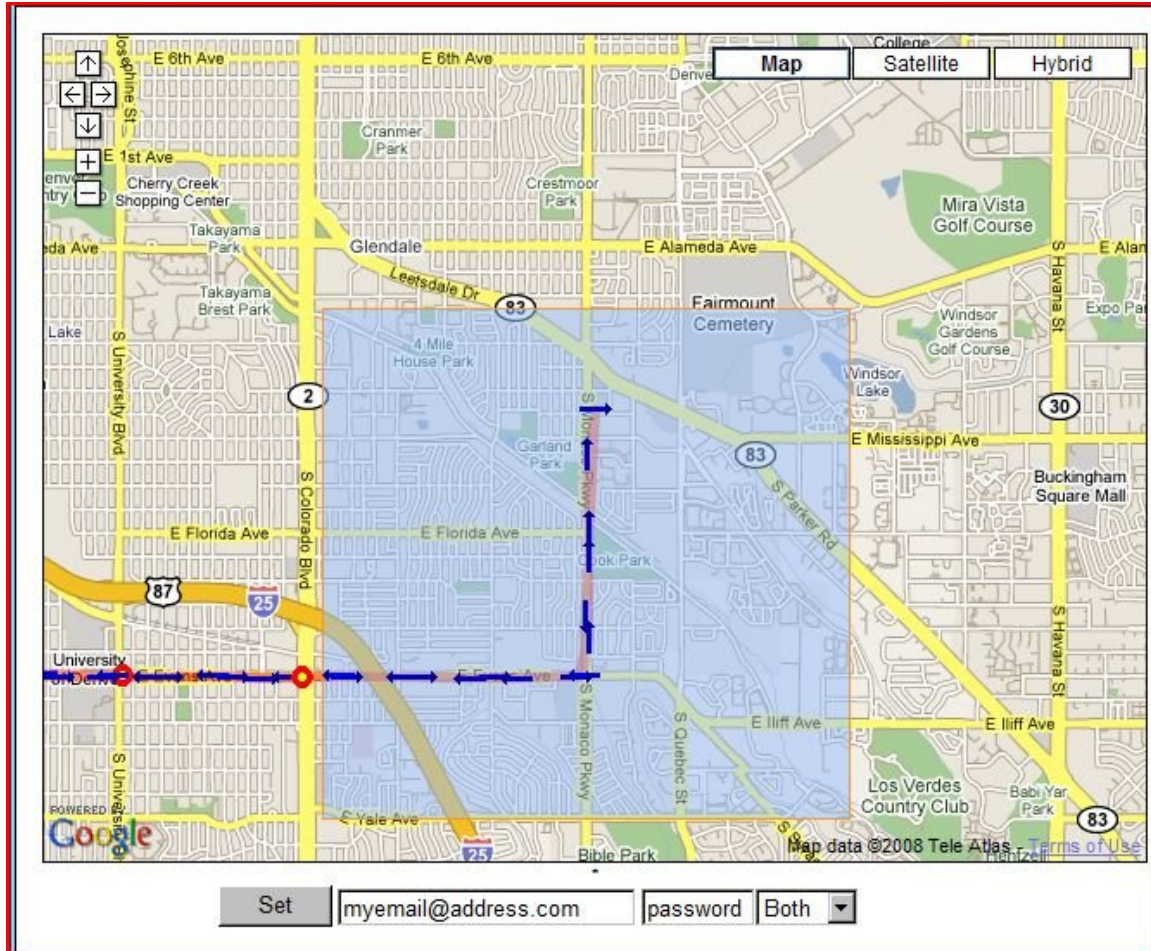 College
E 6th Ave
E 6th Ave
Map
Satellite
Hybrid
Josephine St
Cranmer
Park
E 1st Ave
Cherry Creek
Shopping Center
Crestmoor
Park
Mira Vista
Golf Course
Takayama
Park
Glendale
E Alameda Ave
Leetsdale Dr
Takayama
Brest Park
83
Fairmount
Cemetery
S Havana St
Expo
Windsor
Gardens
Golf Course
Lake
4 Mile
House Park
Windsor
Lake
S University Blvd
2
30
E Mississippi Ave
Garland
Park
83
Buckingham
Square Mall
S Colorado Blvd
S Parker Rd
E Florida Ave
E Florida Ave
Cook Park
87
25
S Havana St
University
S Monaco Pkwy
S Quebec St
E Iliff Ave
E Iliff Ave
Los Verdes
Country Club
Babi Yar
Park
83
POWERED BY
Google
E Yale Ave
25
Bible Park
Map data ©2008 Tele Atlas - Terms of Use
Set
myemail@address.com
password
Both